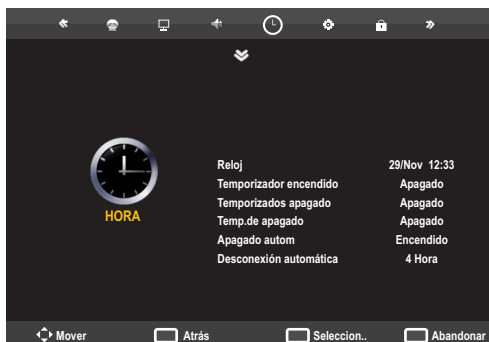 HORA
Reloj 29/Nov 12:33
Temporizador encendido Apagado
Temporizados apagado Apagado
Temp.de apagado Apagado
Apagado autom Encendido
Desconexión automática 4 Hora
Mover Atrás Seleccion.. Abandonar